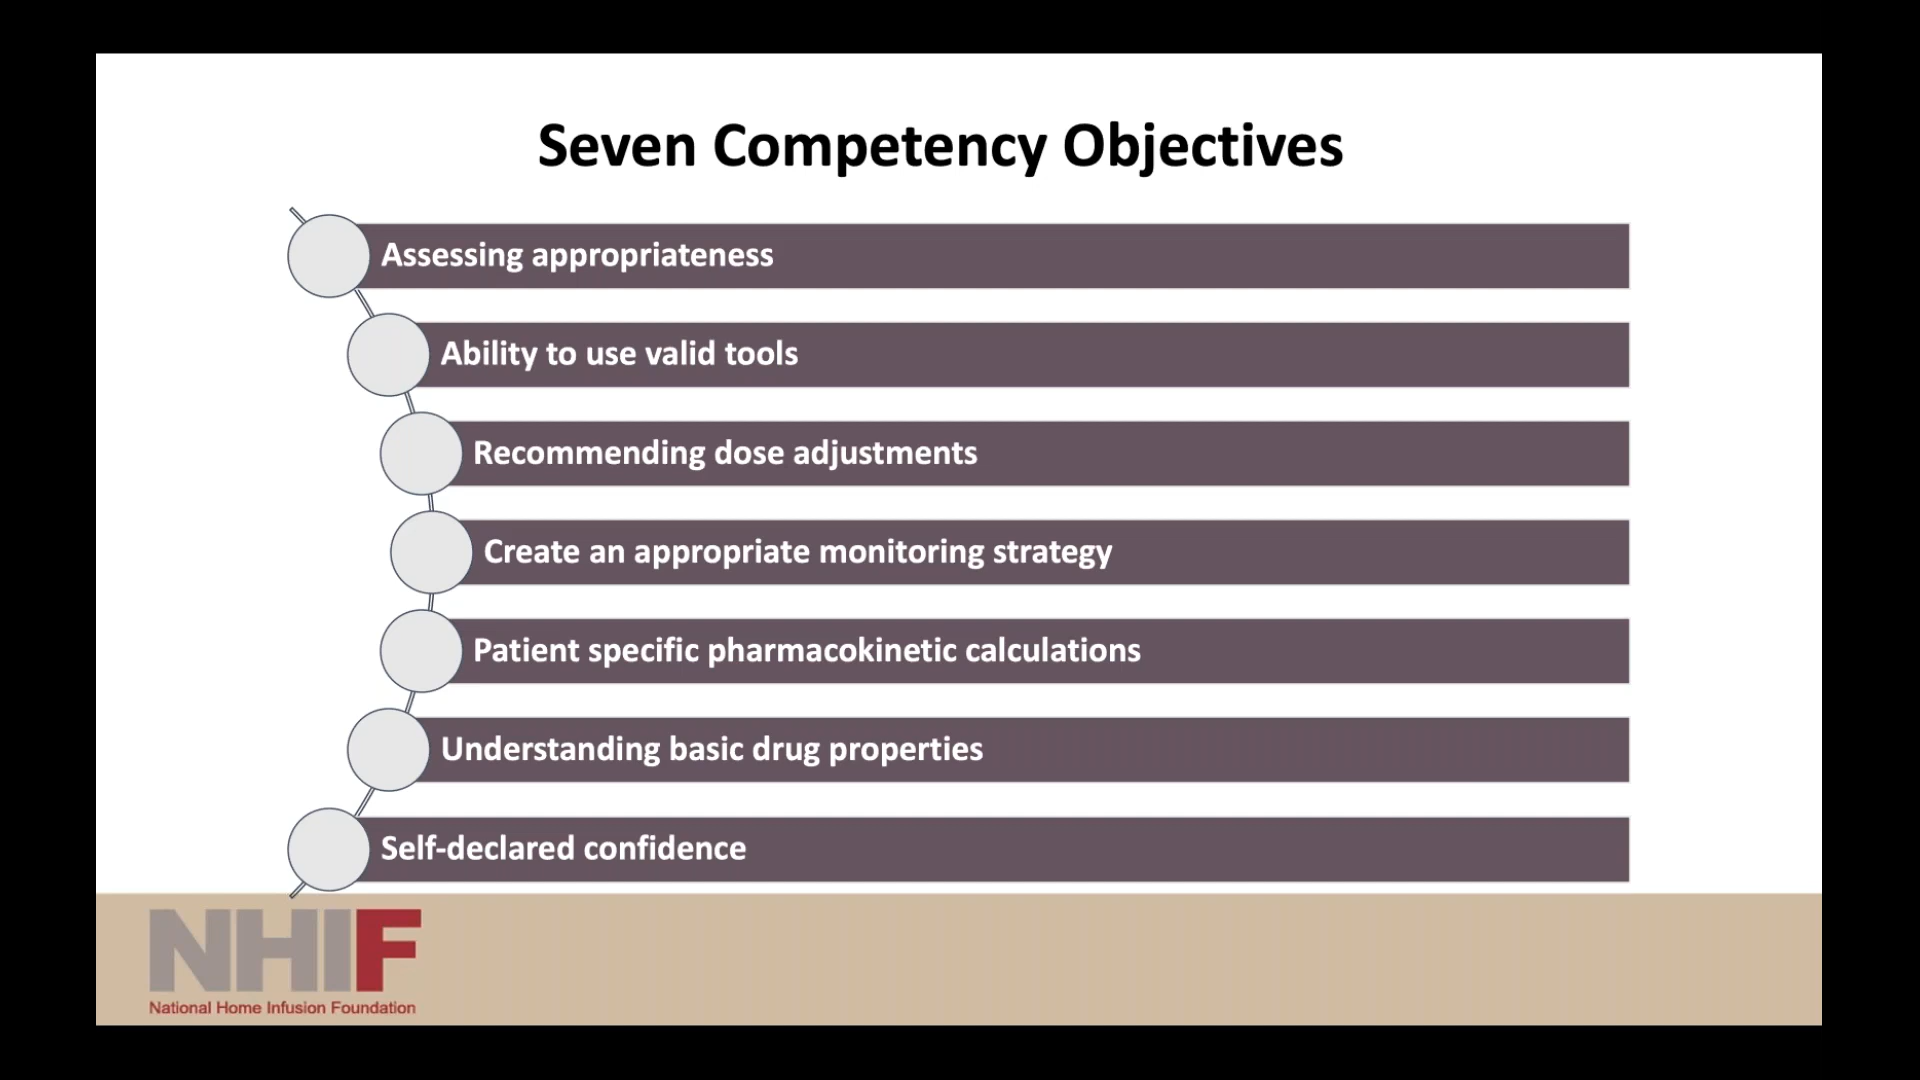 Seven Competency Objectives
Assessing appropriateness
Ability to use valid tools
Recommending dose adjustments
Create an appropriate monitoring strategy
Patient specific pharmacokinetic calculations
Understanding basic drug properties
Self-declared confidence
NHIF
National Home Infusion Foundation